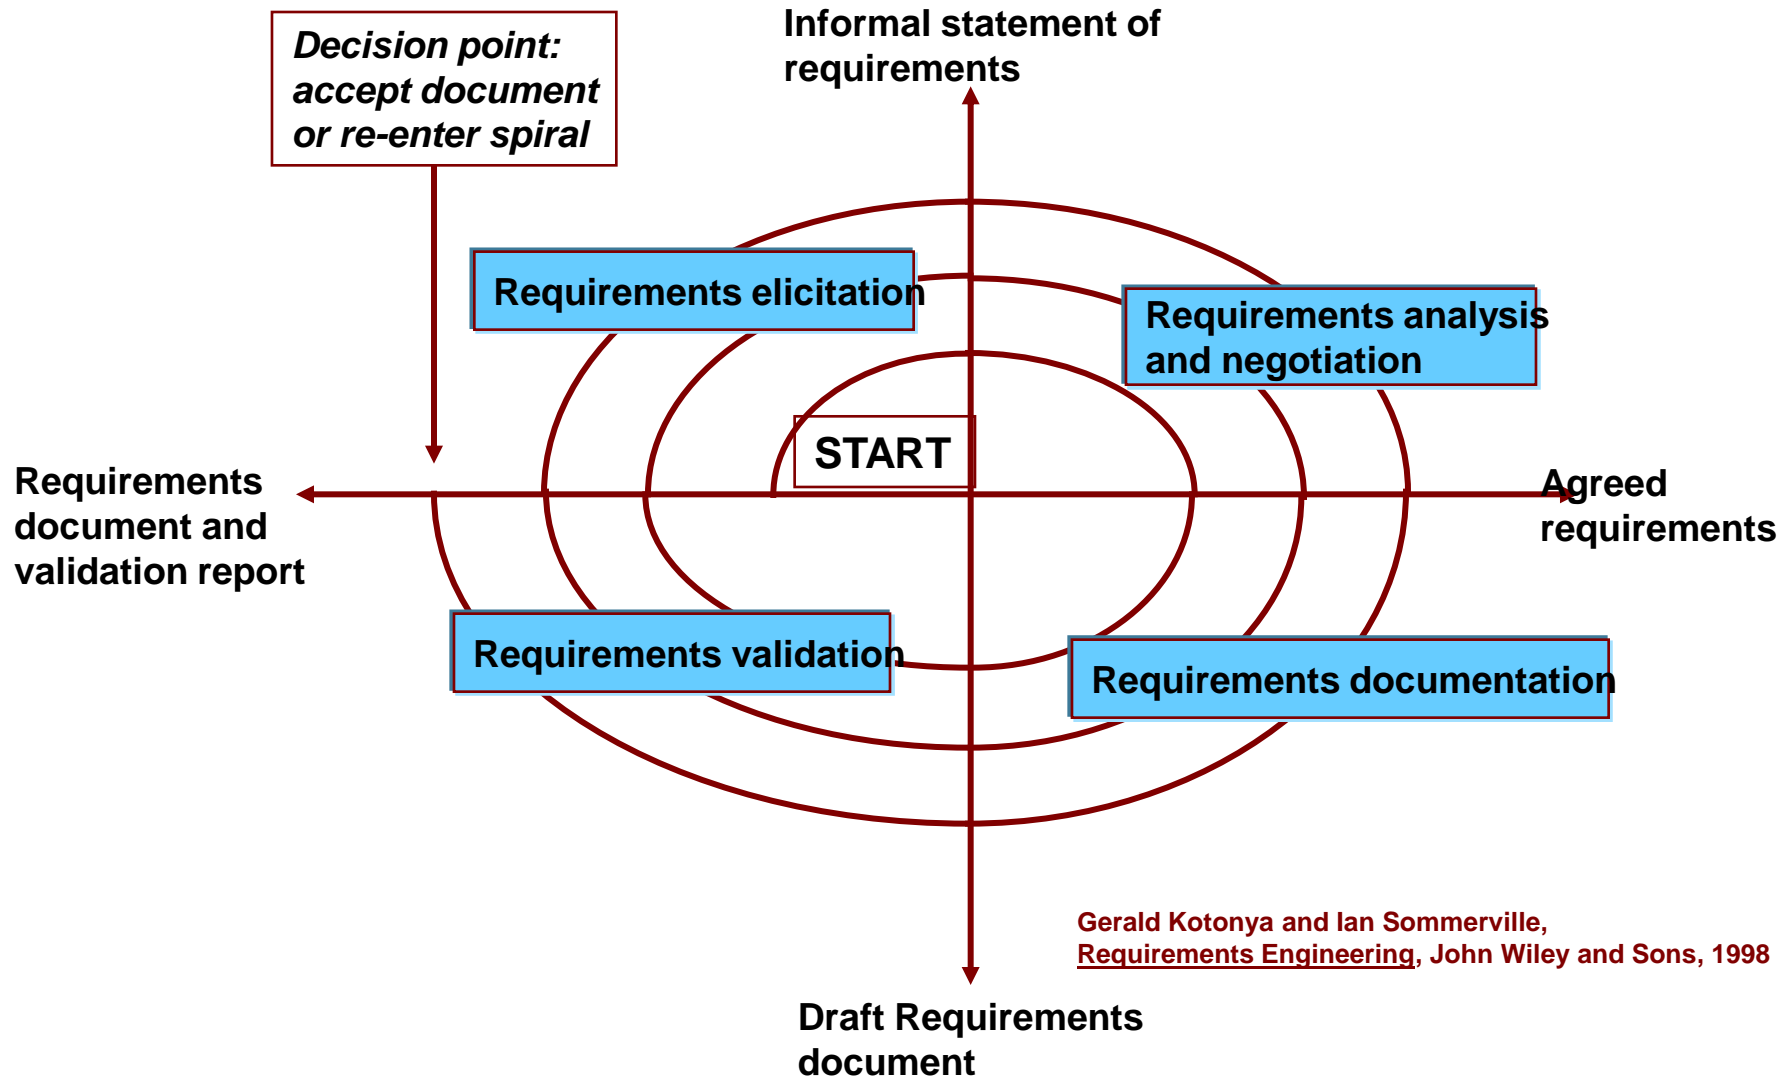 Decision point:
accept document
or re-enter spiral
Informal statement of
requirements
Requirements elicitation
Requirements analysis
and negotiation
START
Requirements
document and
validation report
Agreed
requirements
Requirements validation
Requirements documentation
Gerald Kotonya and Ian Sommerville,
Requirements Engineering, John Wiley and Sons, 1998
Draft Requirements
document